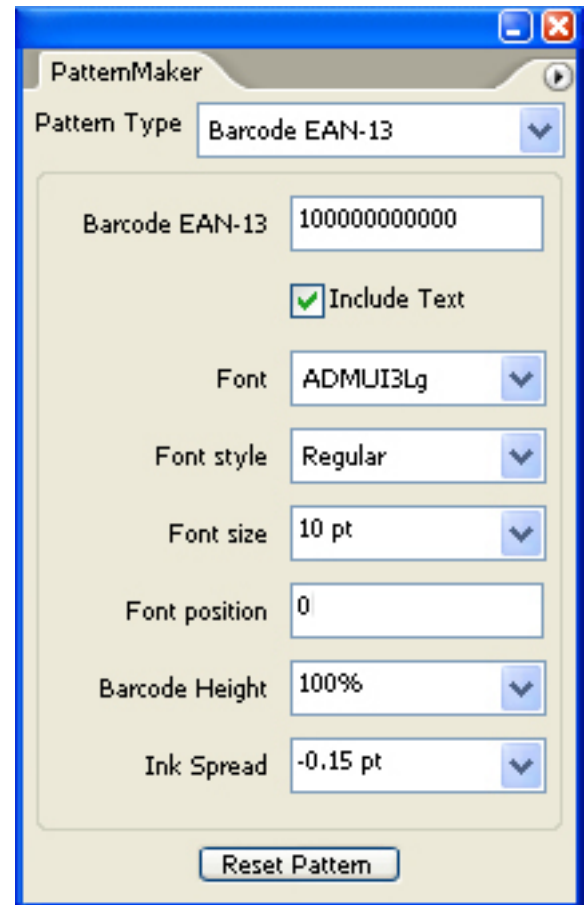 PatternMaker
Pattern Type Barcode EAN-13
Barcode EAN-13 100000000000
Include Text
Font ADMUI3Lg
Font style Regular
Font size 10 pt
Font position 0
Barcode Height 100%
Ink Spread -0.15 pt
Reset Pattern